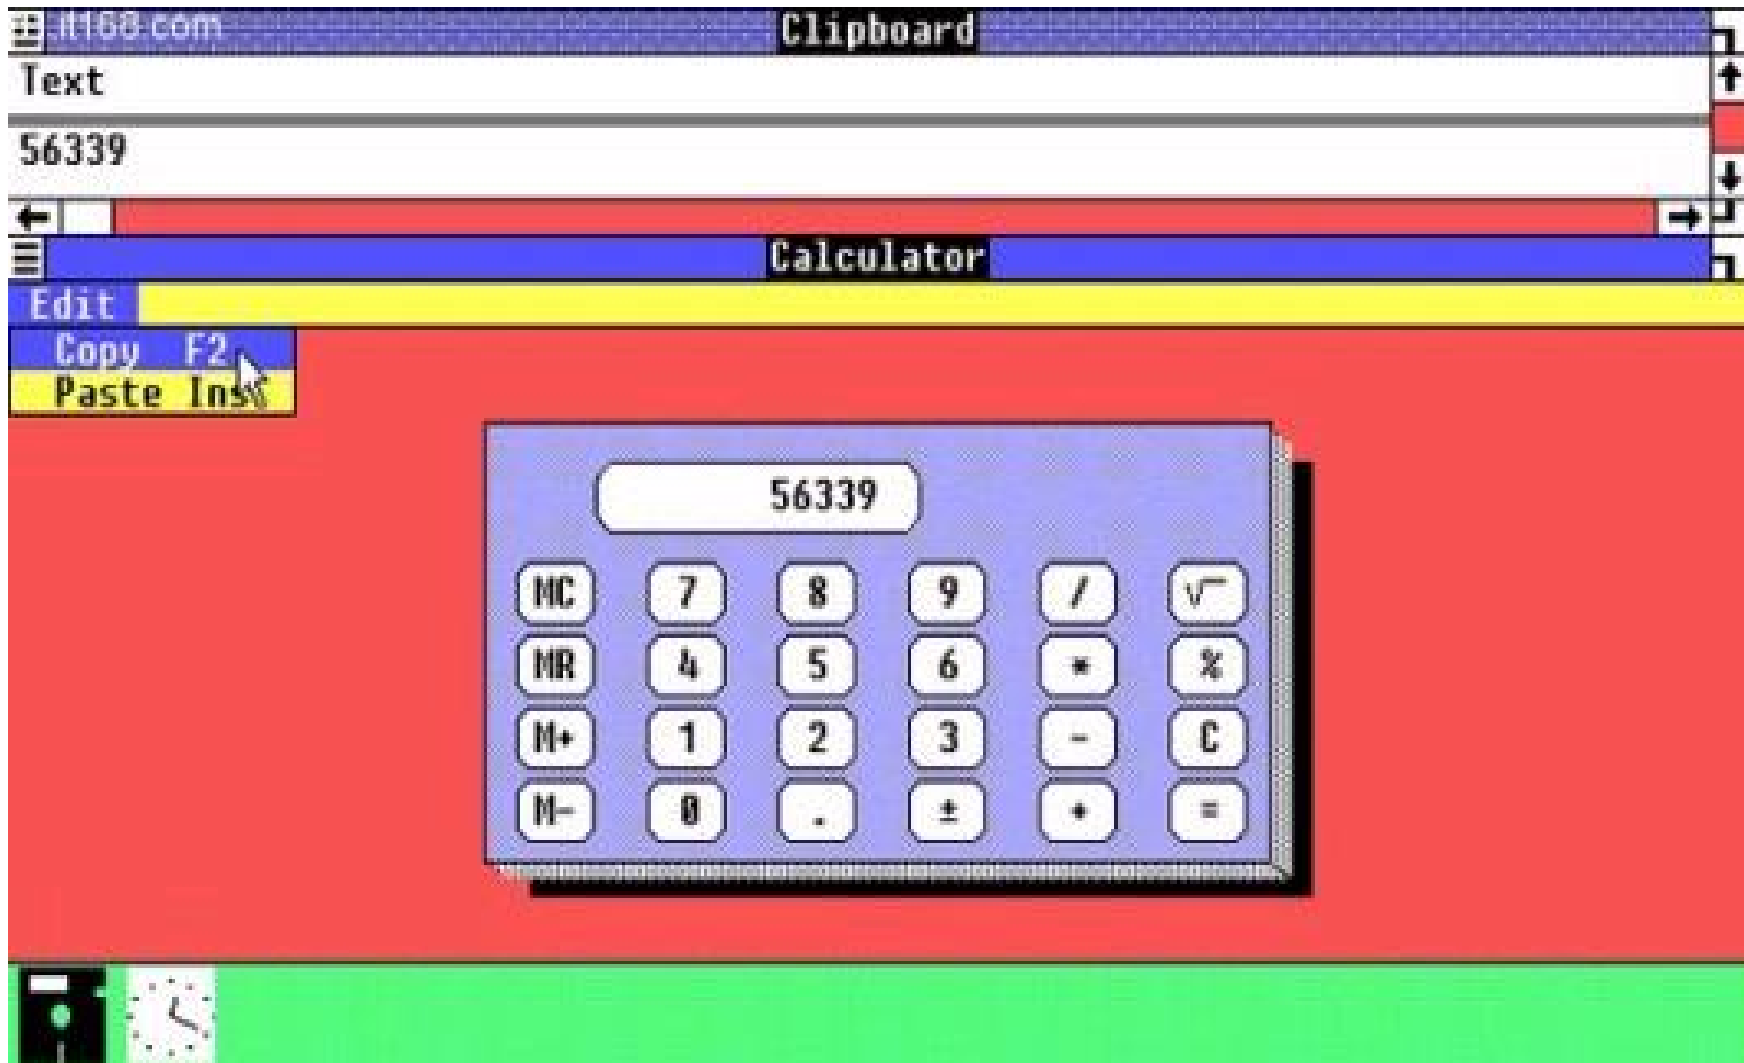 .it168.com
Clipboard
Text
56339
Calculator
Edit
Copy F2
Paste Ins
56339
MC 7 8 9 / √
MR 4 5 6 * %
M+ 1 2 3 - C
M- 0 . ± + =